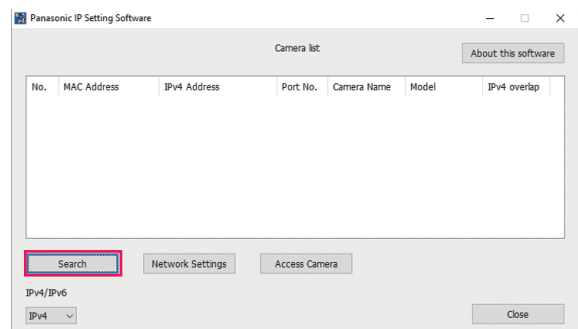 Panasonic IP Setting Software
Camera list
About this software
No. MAC Address IPv4 Address Port No. Camera Name Model IPv4 overlap
Search Network Settings Access Camera
IPv4/IPv6
IPv4 Close